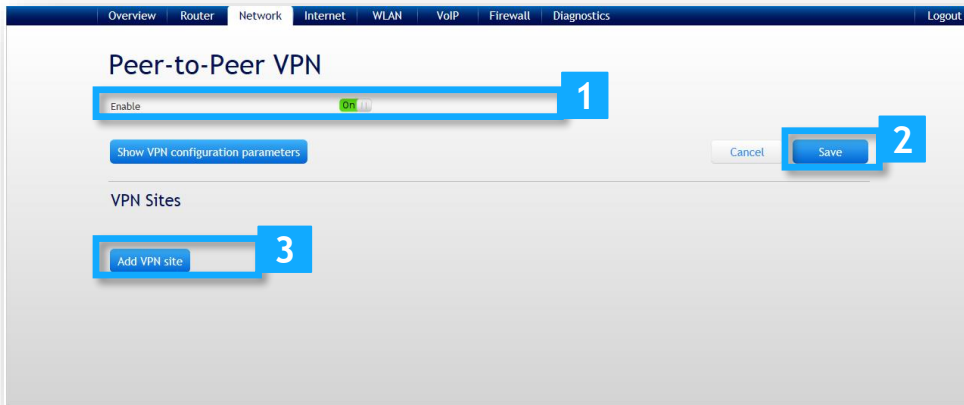 Overview Router Network Internet WLAN VoIP Firewall Diagnostics Logout
Peer-to-Peer VPN
Enable On 1
Show VPN configuration parameters Cancel Save 2
VPN Sites
Add VPN site 3